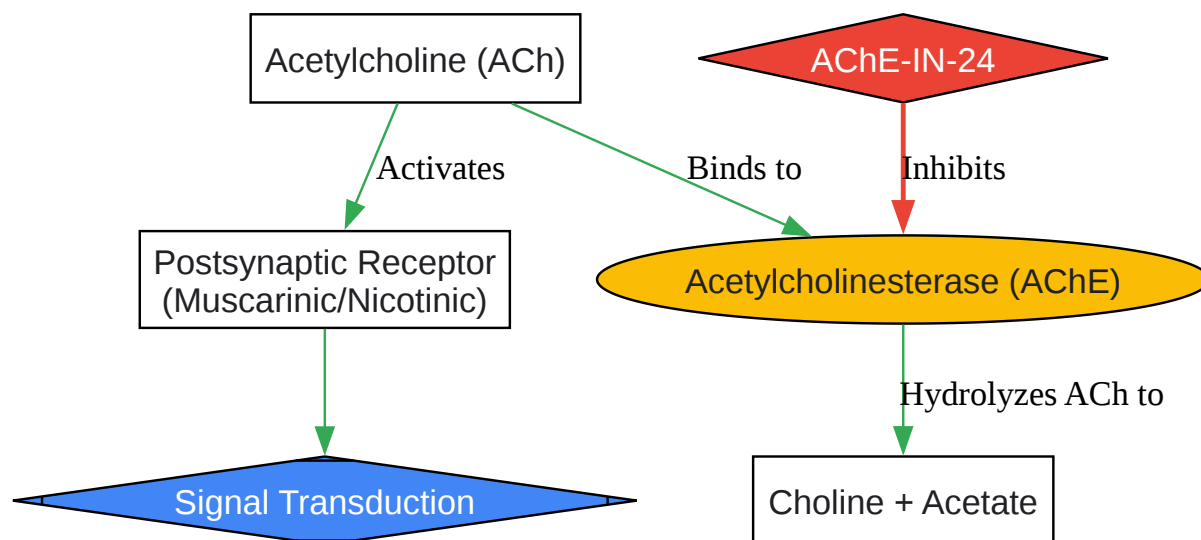 Acetylcholine (ACh)
AChE-IN-24
Activates
Binds to
Inhibits
Postsynaptic Receptor
(Muscarinic/Nicotinic)
Acetylcholinesterase (AChE)
Hydrolyzes ACh to
Signal Transduction
Choline + Acetate